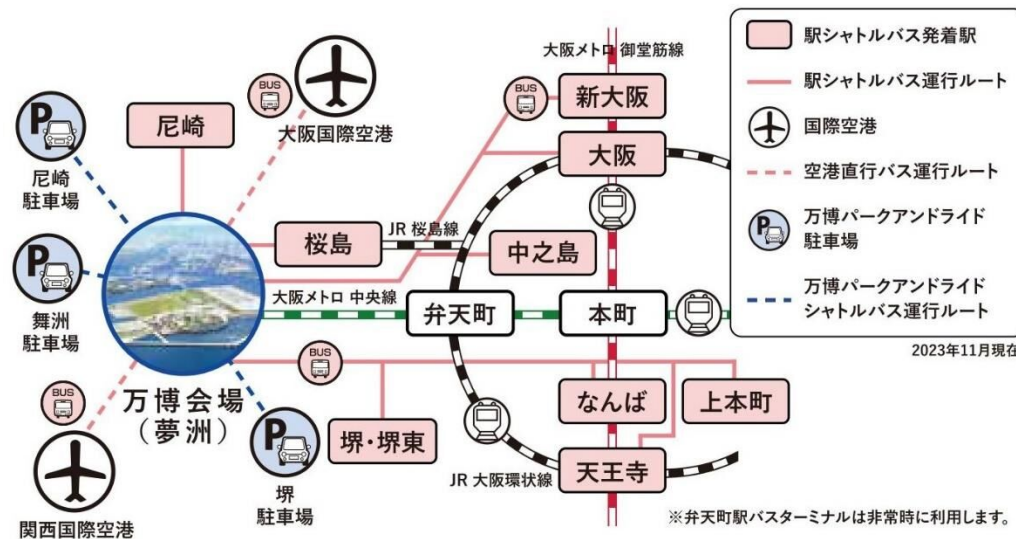 大阪メトロ 御堂筋線
BUS
新大阪
BUS
大阪国際空港
尼崎
大阪
P
尼崎
駐車場
桜島
JR 桜島線
中之島
P
舞洲
駐車場
大阪メトロ 中央線
弁天町
本町
BUS
万博会場
（夢洲）
BUS
関西国際空港
P
堺
駐車場
堺・堺東
なんば
上本町
JR 大阪環状線
天王寺
駅シャトルバス発着駅
駅シャトルバス運行ルート
国際空港
空港直行バス運行ルート
P
万博パークアンドライド
駐車場
万博パークアンドライド
シャトルバス運行ルート
2023年11月現在
※弁天町駅バスターミナルは非常時に利用します。